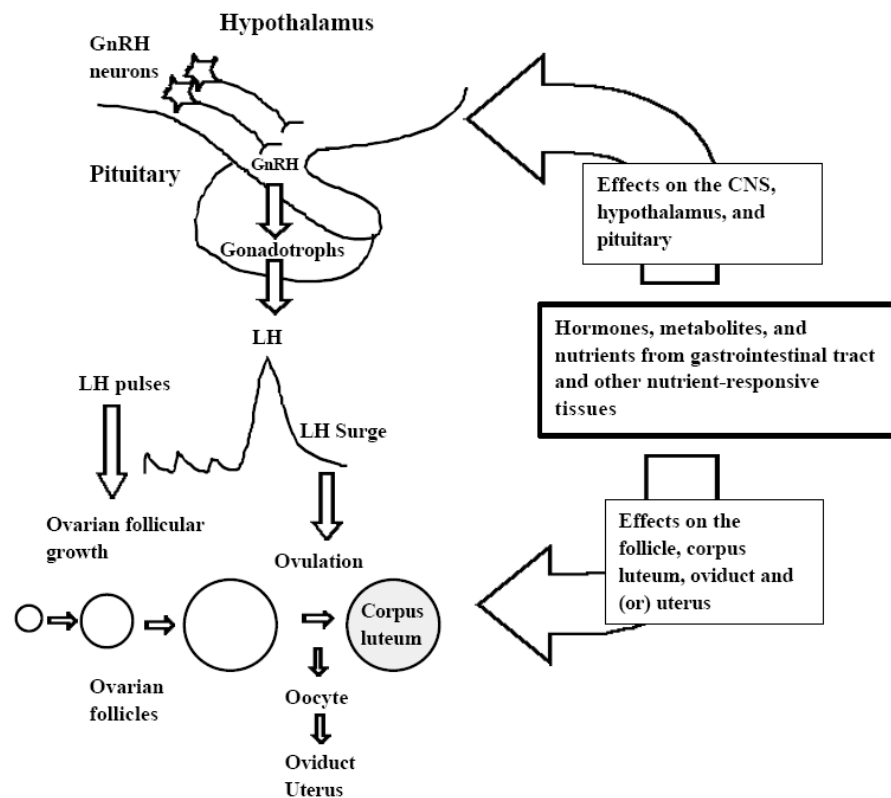 Hypothalamus
GnRH
neurons
GnRH
Pituitary
Gonadotrophs
Effects on the CNS,
hypothalamus, and
pituitary
Hormones, metabolites, and
nutrients from gastrointestinal tract
and other nutrient-responsive
tissues
LH
LH pulses
LH Surge
Ovarian follicular
growth
Ovulation
Effects on the
follicle, corpus
luteum, oviduct and
(or) uterus
Corpus
luteum
Ovarian
follicles
Oocyte
Oviduct
Uterus